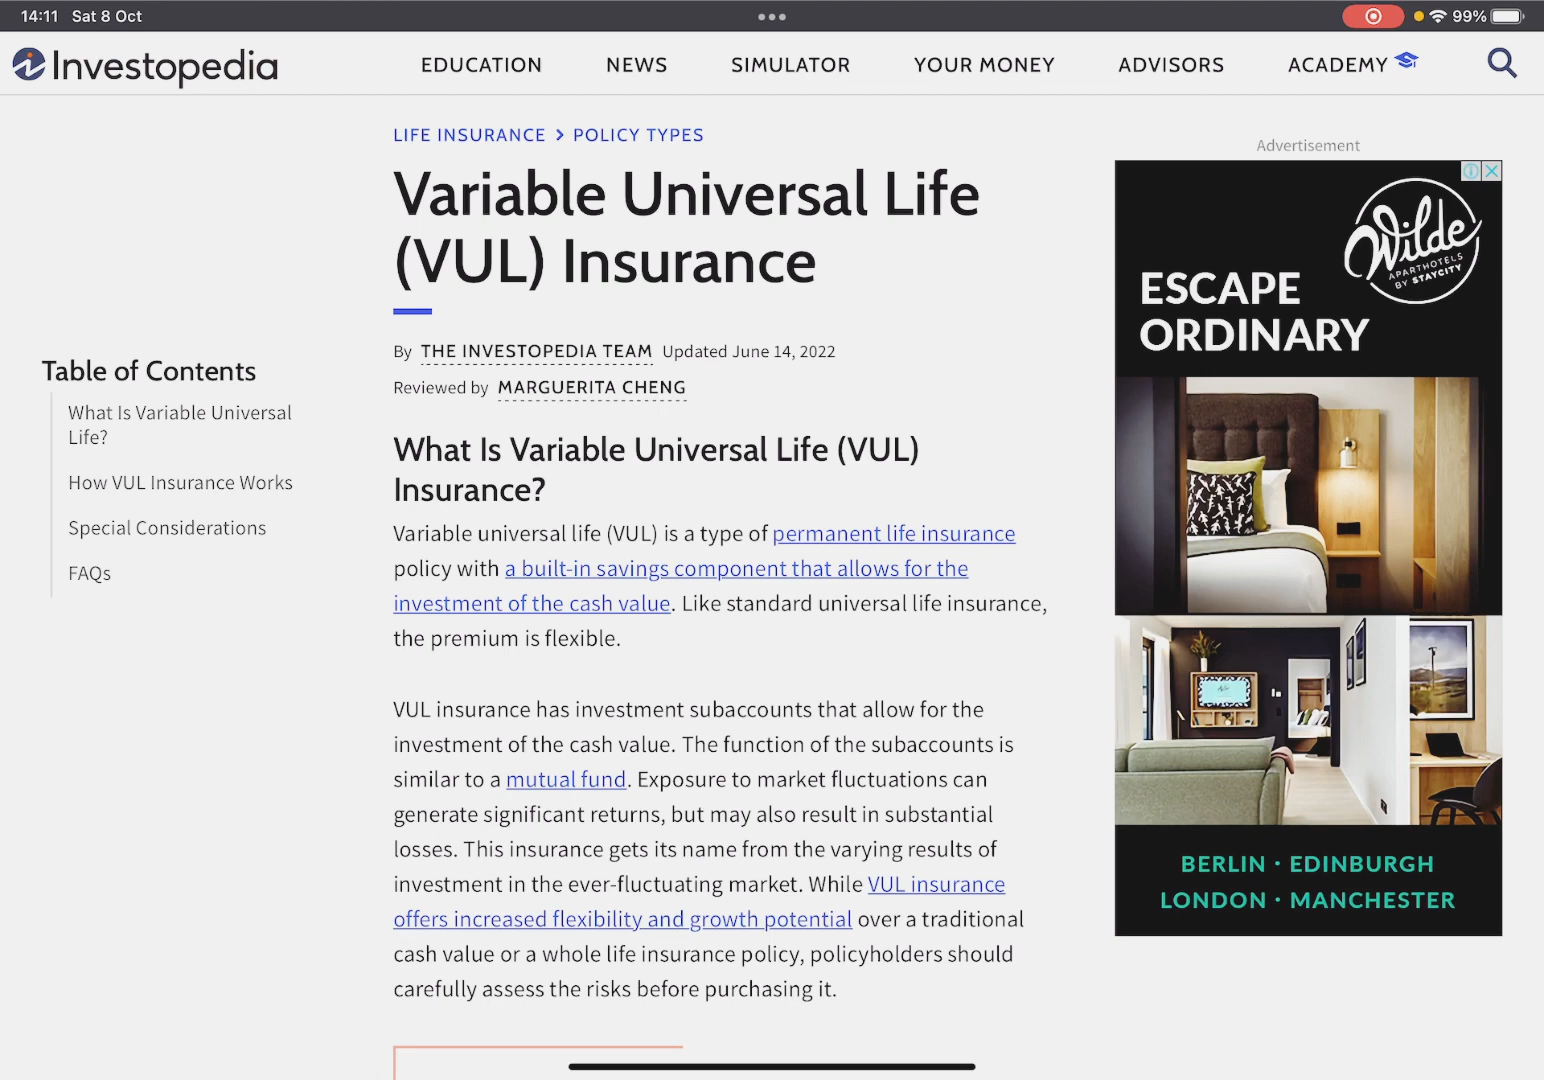 14:11 Sat 8 Oct
99%
Investopedia
EDUCATION NEWS SIMULATOR YOUR MONEY ADVISORS ACADEMY
LIFE INSURANCE > POLICY TYPES
Variable Universal Life
(VUL) Insurance
By THE INVESTOPEDIA TEAM Updated June 14, 2022
Reviewed by MARGUERITA CHENG
Table of Contents
What Is Variable Universal
Life?
How VUL Insurance Works
Special Considerations
FAQs
What Is Variable Universal Life (VUL)
Insurance?
Variable universal life (VUL) is a type of permanent life insurance
policy with a built-in savings component that allows for the
investment of the cash value. Like standard universal life insurance,
the premium is flexible.
VUL insurance has investment subaccounts that allow for the
investment of the cash value. The function of the subaccounts is
similar to a mutual fund. Exposure to market fluctuations can
generate significant returns, but may also result in substantial
losses. This insurance gets its name from the varying results of
investment in the ever-fluctuating market. While VUL insurance
offers increased flexibility and growth potential over a traditional
cash value or a whole life insurance policy, policyholders should
carefully assess the risks before purchasing it.
Advertisement
Wilde
APARTHOTELS
BY STAYCITY
ESCAPE
ORDINARY
BERLIN · EDINBURGH
LONDON · MANCHESTER